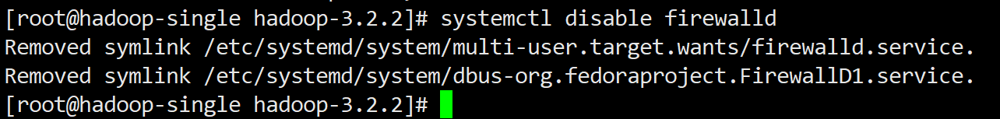 [root@hadoop-single hadoop-3.2.2]# systemctl disable firewalld
Removed symlink /etc/systemd/system/multi-user.target.wants/firewalld.service.
Removed symlink /etc/systemd/system/dbus-org.fedoraproject.FirewallD1.service.
[root@hadoop-single hadoop-3.2.2]#